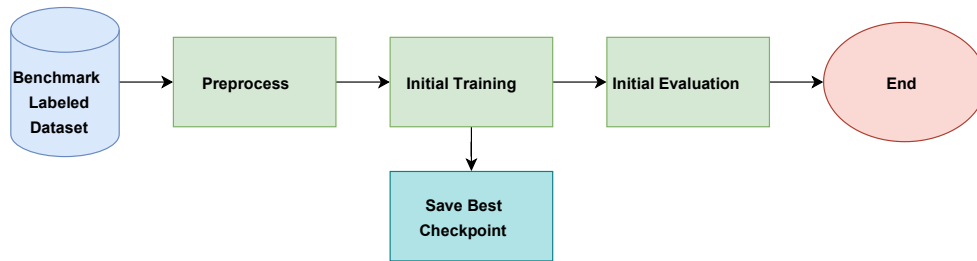 Benchmark
Labeled
Dataset
Preprocess
Initial Training
Initial Evaluation
End
Save Best
Checkpoint